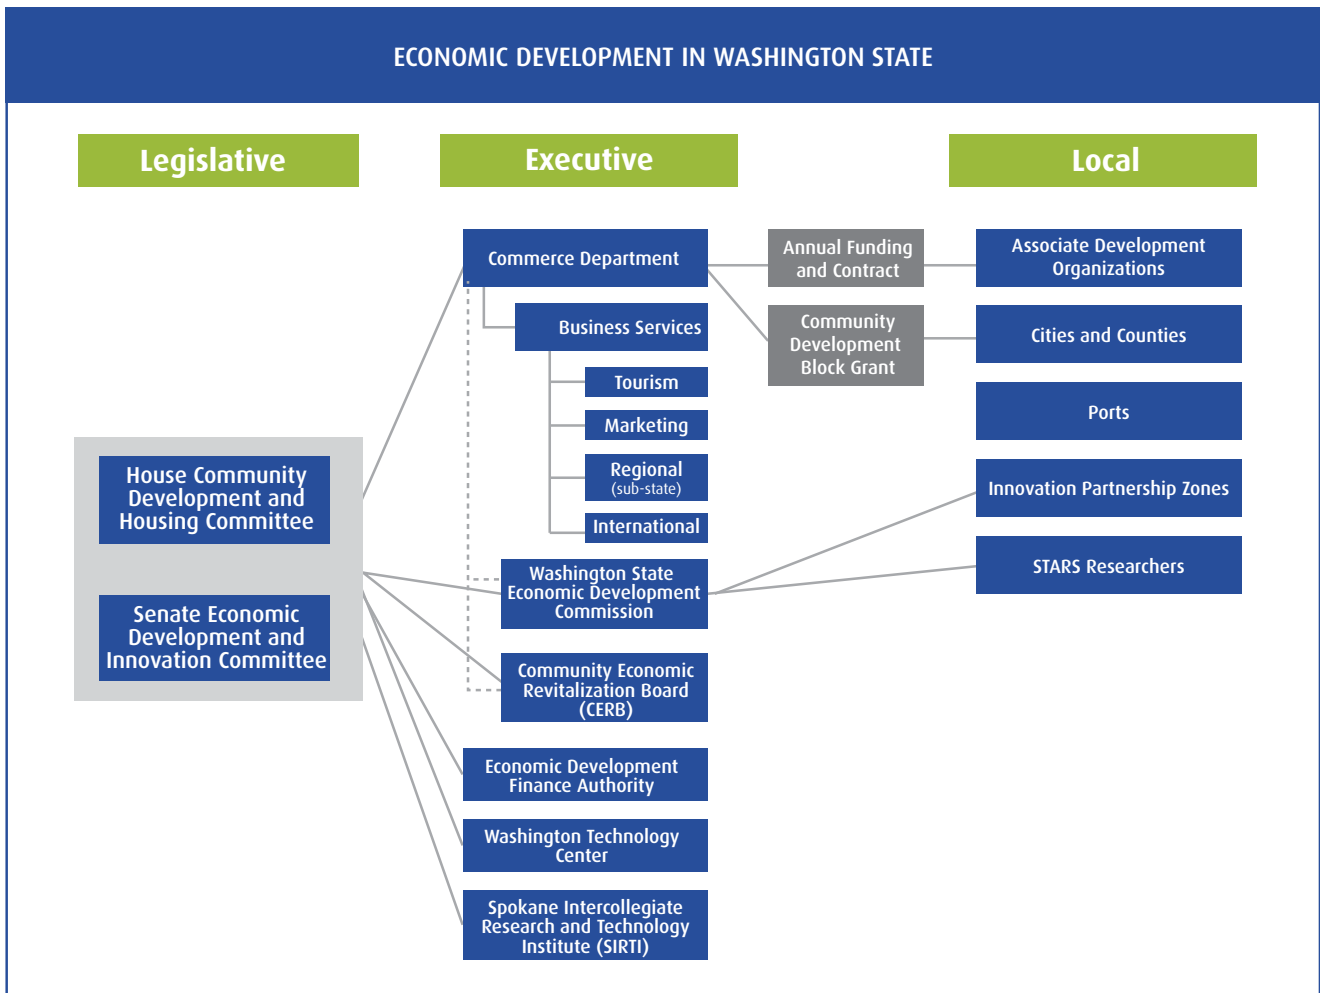 ECONOMIC DEVELOPMENT IN WASHINGTON STATE
Legislative
Executive
Local
House Community
Development and
Housing Committee
Senate Economic
Development and
Innovation Committee
Commerce Department
Business Services
Tourism
Marketing
Regional
(sub-state)
International
Washington State
Economic Development
Commission
Community Economic
Revitalization Board
(CERB)
Economic Development
Finance Authority
Washington Technology
Center
Spokane Intercollegiate
Research and Technology
Institute (SIRTI)
Annual Funding
and Contract
Community
Development
Block Grant
Associate Development
Organizations
Cities and Counties
Ports
Innovation Partnership Zones
STARS Researchers